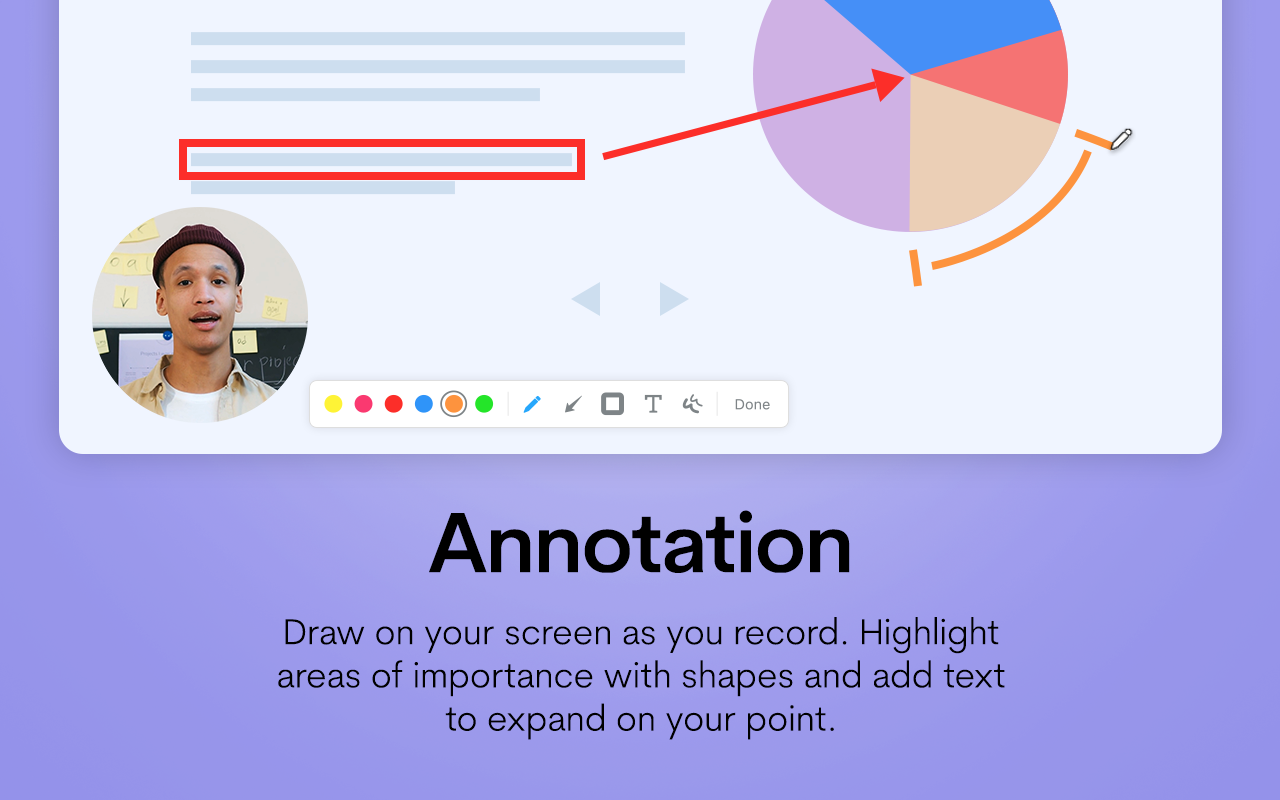 Done
Annotation
Draw on your screen as you record. Highlight
areas of importance with shapes and add text
to expand on your point.